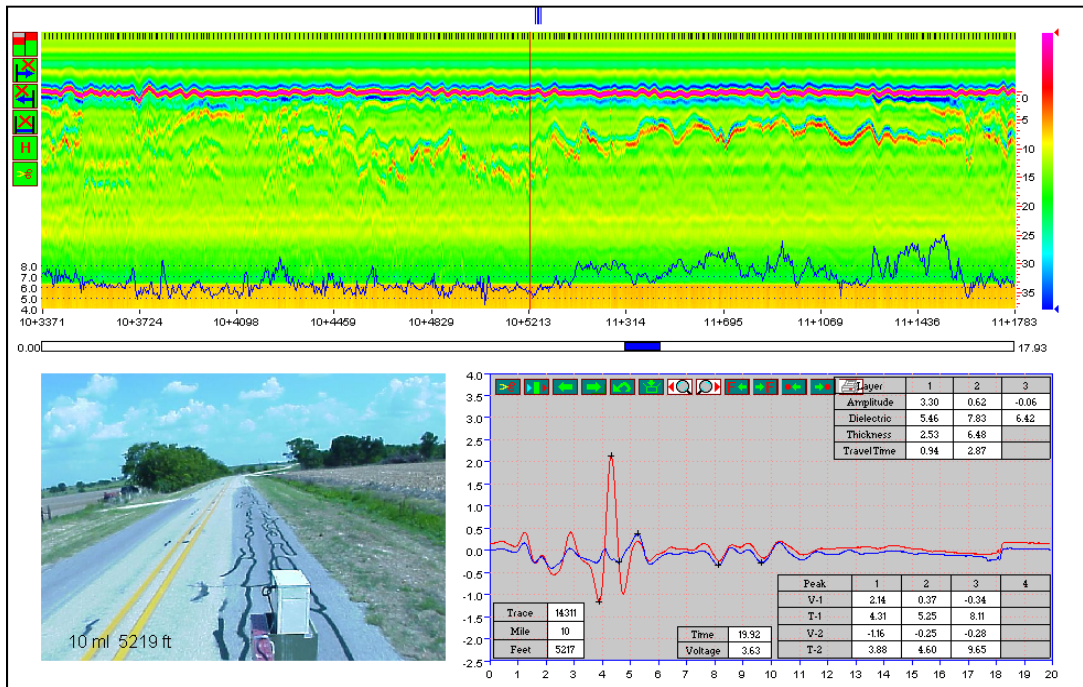 0
5
10
15
20
25
30
35
H
8.0
7.0
6.0
5.0
4.0
10+3371 10+3724 10+4098 10+4459 10+4829 10+5213 11+314 11+695 11+1069 11+1436 11+1783
0.00 17.93
10 ml 5219 ft
4.0
3.5
3.0
2.5
2.0
1.5
1.0
0.5
0.0
-0.5
-1.0
-1.5
-2.0
-2.5
F F
Layer 1 2 3
Amplitude 3.30 0.62 -0.06
Dielectric 5.46 7.83 6.42
Thickness 2.53 6.48
Travel Time 0.94 2.87
Trace 14311
Mile 10
Feet 5217
Time 19.92
Voltage 3.63
Peak 1 2 3 4
V-1 2.14 0.37 -0.34
T-1 4.31 5.25 8.11
V-2 -1.16 -0.25 -0.28
T-2 3.88 4.60 9.65
0 1 2 3 4 5 6 7 8 9 10 11 12 13 14 15 16 17 18 19 20